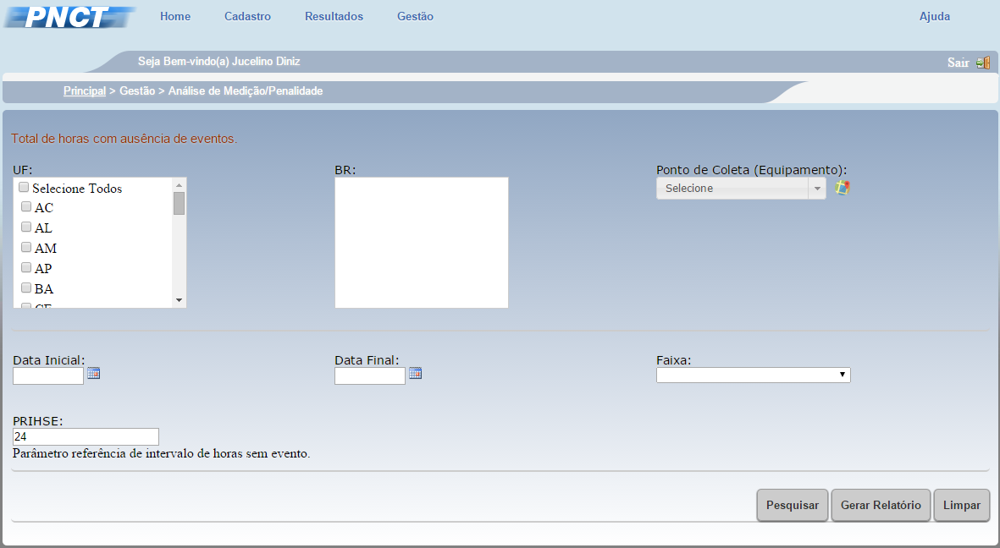 PNCT Home Cadastro Resultados Gestão Ajuda
Seja Bem-vindo(a) Jucelino Diniz Sair
Principal > Gestão > Análise de Medição/Penalidade
Total de horas com ausência de eventos.
UF: BR: Ponto de Coleta (Equipamento):
Selecione Todos Selecione
AC
AL
AM
AP
BA
CE
Data Inicial: Data Final: Faixa:
PRIHSE:
24
Parâmetro referência de intervalo de horas sem evento.
Pesquisar Gerar Relatório Limpar